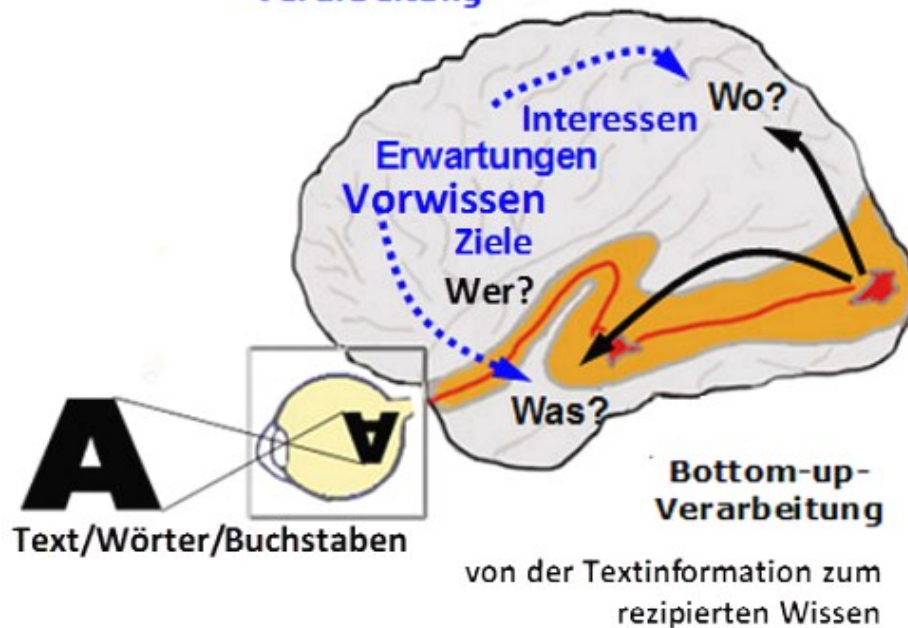 Wo?
Interessen
Erwartungen
Vorwissen
Ziele
Wer?
Was?
A
A
Text/Wörter/Buchstaben
Bottom-up-
Verarbeitung
von der Textinformation zum
rezipierten Wissen